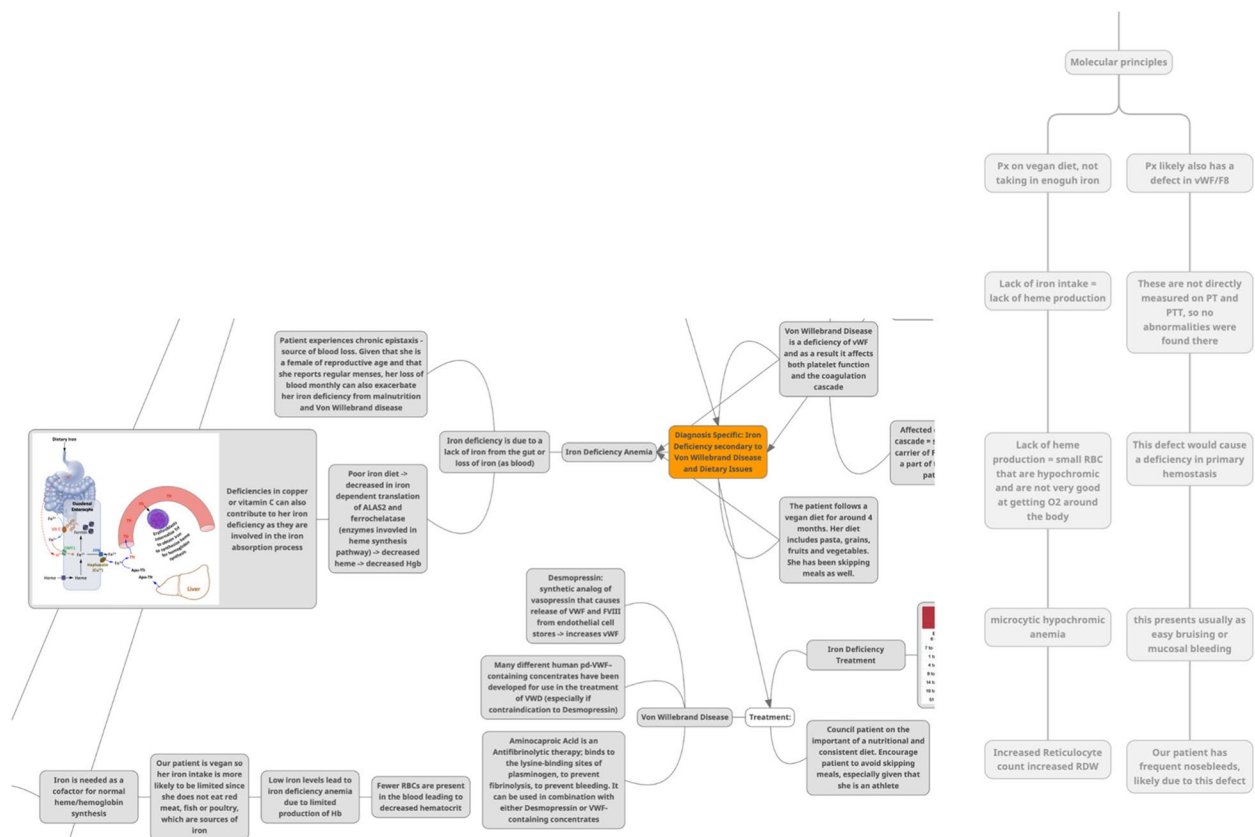 Molecular principles
Px on vegan diet, not
taking in enoguh iron
Px likely also has a
defect in vWF/F8
Lack of iron intake =
lack of heme production
These are not directly
measured on PT and
PTT, so no
abnormalities were
found there
Lack of heme
production = small RBC
that are hypochromic
and are not very good
at getting O2 around
the body
This defect would cause
a deficiency in primary
hemostasis
microcytic hypochromic
anemia
this presents usually as
easy bruising or
mucosal bleeding
Increased Reticulocyte
count increased RDW
Our patient has
frequent nosebleeds,
likely due to this defect
Patient experiences chronic epistaxis -
source of blood loss. Given that she is
a female of reproductive age and that
she reports regular menses, her loss of
blood monthly can also exacerbate
her iron deficiency from malnutrition
and Von Willebrand disease
Von Willebrand Disease
is a deficiency of vWF
and as a result it affects
both platelet function
and the coagulation
cascade
Iron deficiency is due to a
lack of iron from the gut or
loss of iron (as blood)
Iron Deficiency Anemia
Diagnosis Specific: Iron
Deficiency secondary to
Von Willebrand Disease
and Dietary Issues
Affected
cascade = s
carrier of F
a part of t
pat
Dietary Iron
Duodenal
Enterocyte
Ferritin
Heme
Heme
Liver
Deficiencies in copper
or vitamin C can also
contribute to her iron
deficiency as they are
involved in the iron
absorption process
Poor iron diet ->
decreased in iron
dependent translation
of ALAS2 and
ferrochelatase
(enzymes invovled in
heme synthesis
pathway) -> decreased
heme -> decreased Hgb
The patient follows a
vegan diet for around 4
months. Her diet
includes pasta, grains,
fruits and vegetables.
She has been skipping
meals as well.
Desmopressin:
synthetic analog of
vasopressin that causes
release of VWF and FVIII
from endothelial cell
stores -> increases vWF
Many different human pd-VWF-
containing concentrates have been
developed for use in the treatment
of VWD (especially if
contraindication to Desmopressin)
Aminocaproic Acid is an
Antifibrinolytic therapy; binds to
the lysine-binding sites of
plasminogen, to prevent
fibrinolysis, to prevent bleeding. It
can be used in combination with
either Desmopressin or VWF-
containing concentrates
Von Willebrand Disease
Treatment:
Iron Deficiency
Treatment
Council patient on the
important of a nutritional and
consistent diet. Encourage
patient to avoid skipping
meals, especially given that
she is an athlete
Iron is needed as a
cofactor for normal
heme/hemoglobin
synthesis
Our patient is vegan so
her iron intake is more
likely to be limited since
she does not eat red
meat, fish or poultry,
which are sources of
iron
Low iron levels lead to
iron deficiency anemia
due to limited
production of Hb
Fewer RBCs are present
in the blood leading to
decreased hematocrit